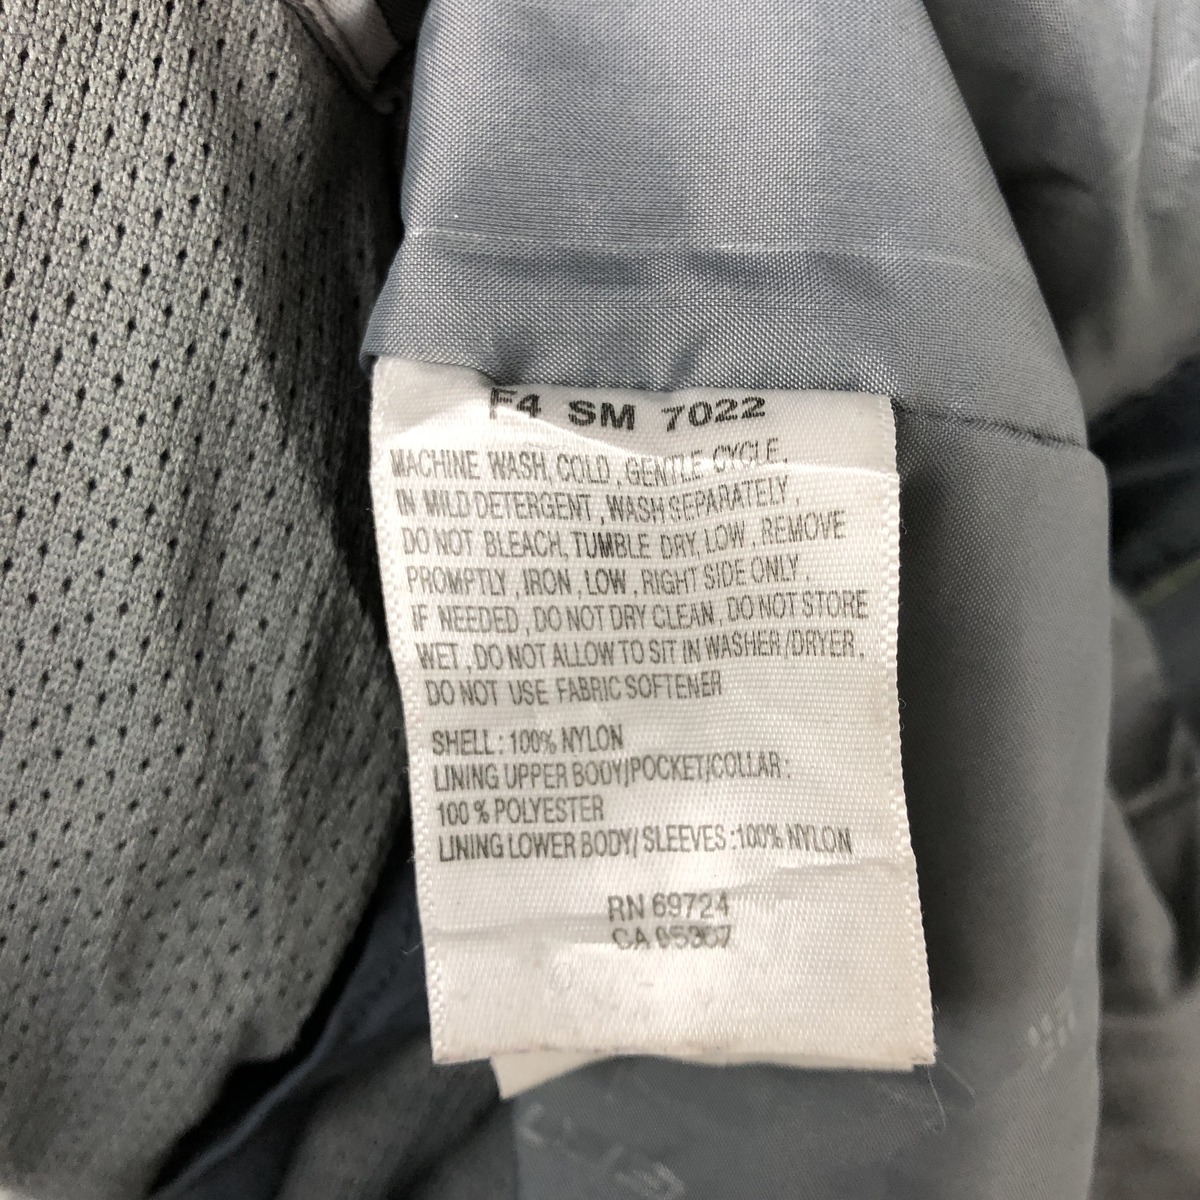 F4 SM 7022
MACHINE WASH, COLD , GENTLE CYCLE .
IN MILD DETERGENT , WASH SEPARATELY .
DO NOT BLEACH, TUMBLE DRY, LOW . REMOVE
PROMPTLY , IRON , LOW , RIGHT SIDE ONLY .
IF NEEDED , DO NOT DRY CLEAN , DO NOT STORE
WET , DO NOT ALLOW TO SIT IN WASHER /DRYER .
DO NOT USE FABRIC SOFTENER
SHELL : 100% NYLON
LINING UPPER BODY/POCKET/COLLAR :
100 % POLYESTER
LINING LOWER BODY/ SLEEVES :100% NYLON
RN 69724
CA 05367